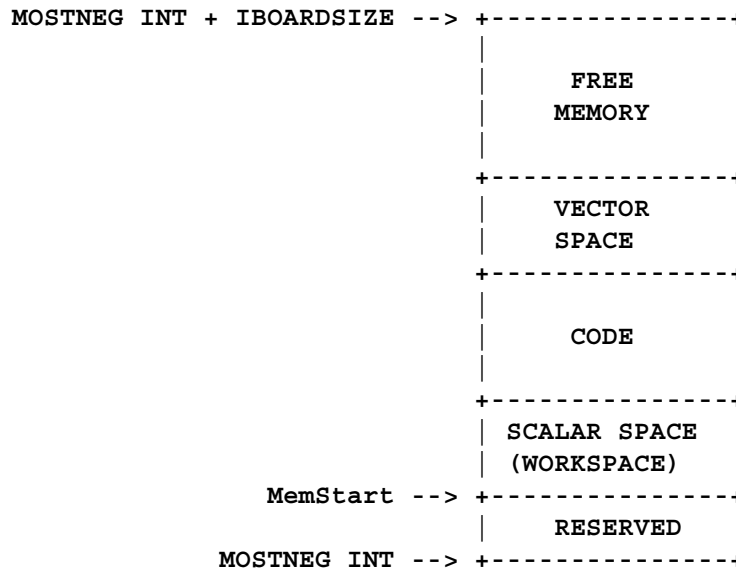 MOSTNEG INT + IBOARDSIZE --> +---------------+
|
| FREE
| MEMORY
|
+---------------+
| VECTOR
| SPACE
+---------------+
|
| CODE
|
+---------------+
| SCALAR SPACE
| (WORKSPACE)
MemStart --> +---------------+
| RESERVED
MOSTNEG INT --> +---------------+